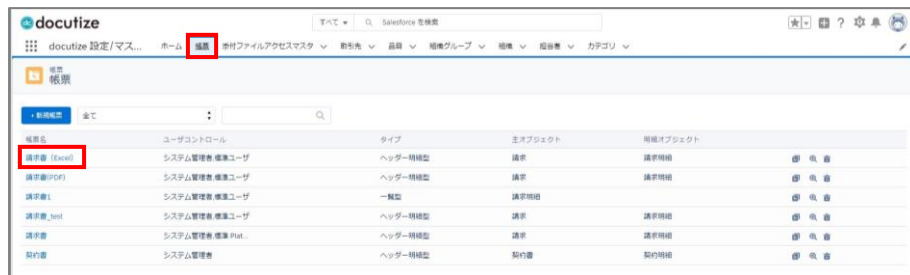 docutize すべて Salesforce を検索
docutize 設定/マス... ホーム 帳票 添付ファイルアクセスマスタ 取引先 品目 組織グループ 組織 担当者 カテゴリ
帳票
帳票
+ 新規帳票 全て
帳票名 ユーザコントロール タイプ 主オブジェクト 明細オブジェクト
請求書 (Excel) システム管理者,標準ユーザ ヘッダー明細型 請求 請求明細
請求書(PDF) システム管理者,標準ユーザ ヘッダー明細型 請求 請求明細
請求書1 システム管理者,標準ユーザ 一覧型 請求明細
請求書_test システム管理者,標準ユーザ ヘッダー明細型 請求 請求明細
請求書 システム管理者,標準 Plat... ヘッダー明細型 請求 請求明細
契約書 システム管理者 ヘッダー明細型 契約書 契約明細